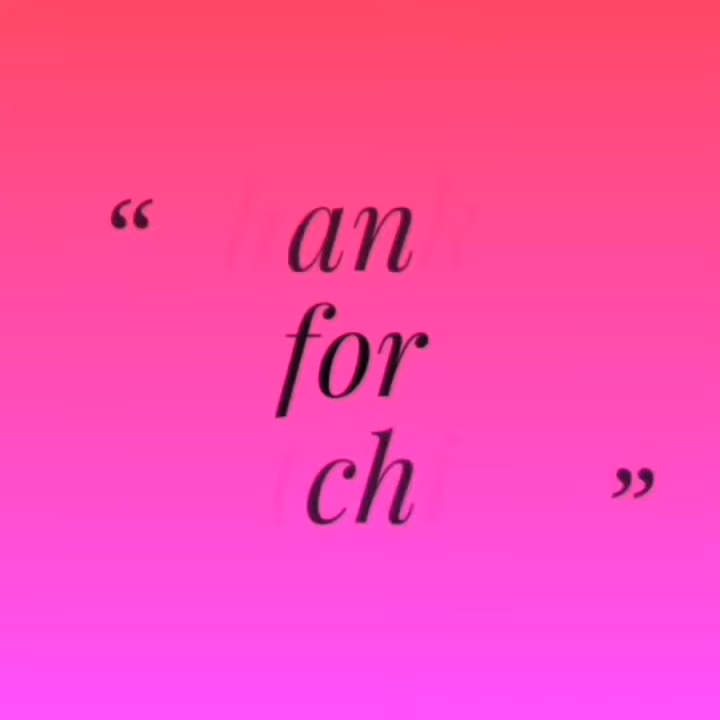 “ an
for
ch ”